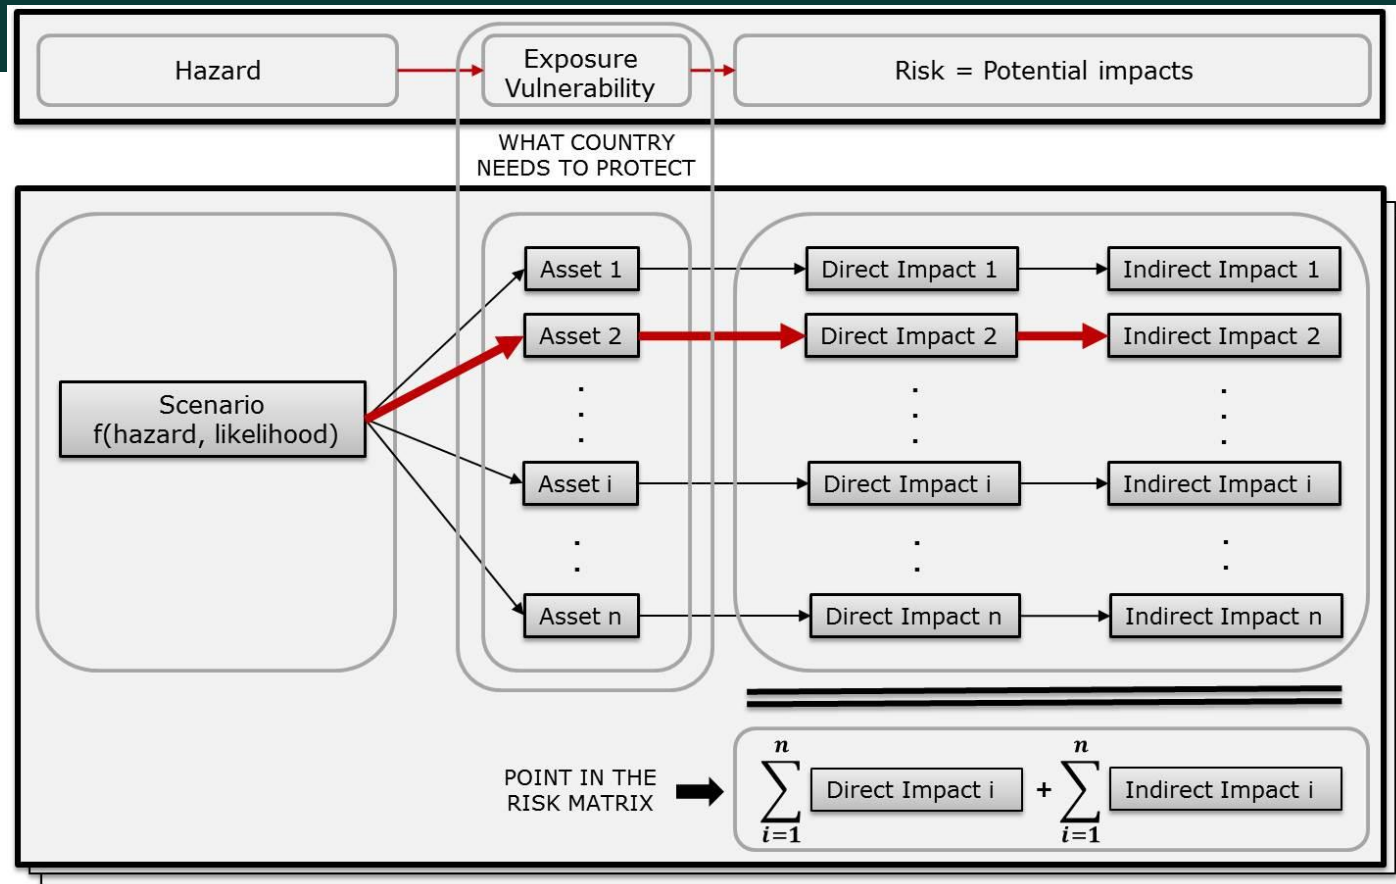 Hazard
Exposure
Vulnerability
Risk = Potential impacts
WHAT COUNTRY
NEEDS TO PROTECT
Scenario
f(hazard, likelihood)
Asset 1
Direct Impact 1
Indirect Impact 1
Asset 2
Direct Impact 2
Indirect Impact 2
Asset i
Direct Impact i
Indirect Impact i
Asset n
Direct Impact n
Indirect Impact n
POINT IN THE
RISK MATRIX
n
∑ Direct Impact i + 
i=1
n
∑ Indirect Impact i
i=1